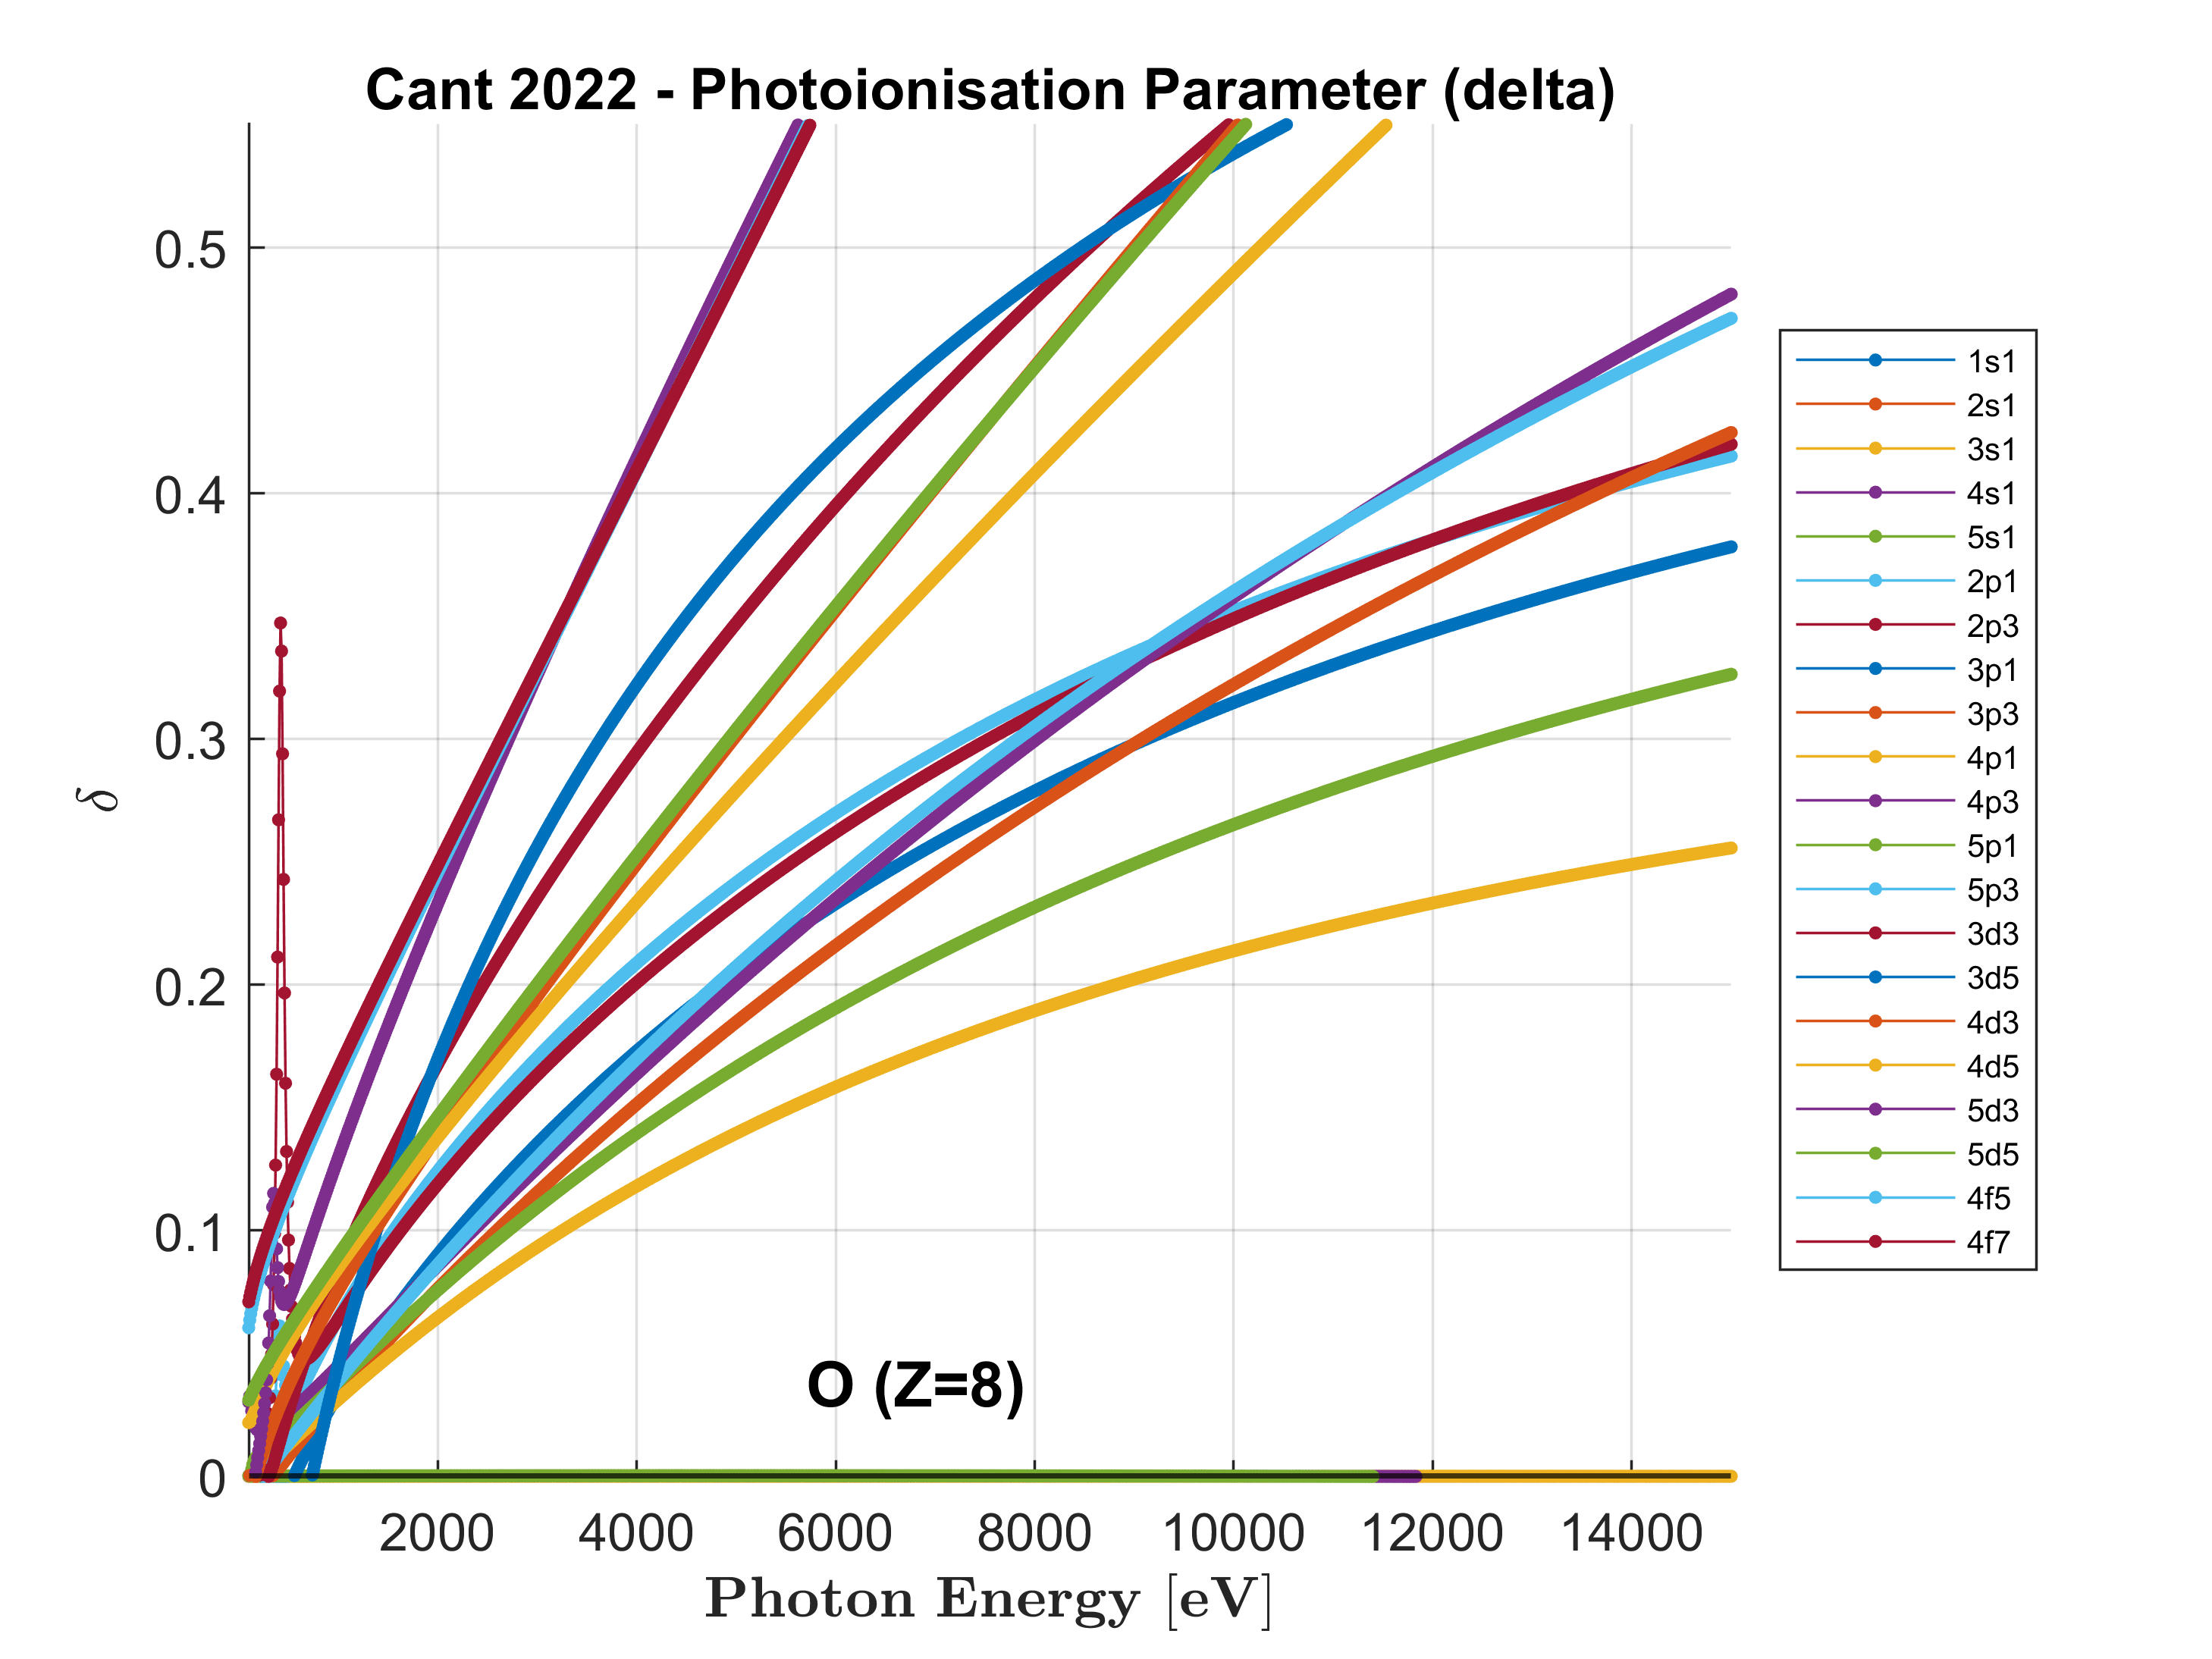 Cant 2022 - Photoionisation Parameter (delta)
0.5
0.4
0.3
0.2
0.1
0
δ
O (Z=8)
2000 4000 6000 8000 10000 12000 14000
Photon Energy [eV]
1s1
2s1
3s1
4s1
5s1
2p1
2p3
3p1
3p3
4p1
4p3
5p1
5p3
3d3
3d5
4d3
4d5
5d3
5d5
4f5
4f7